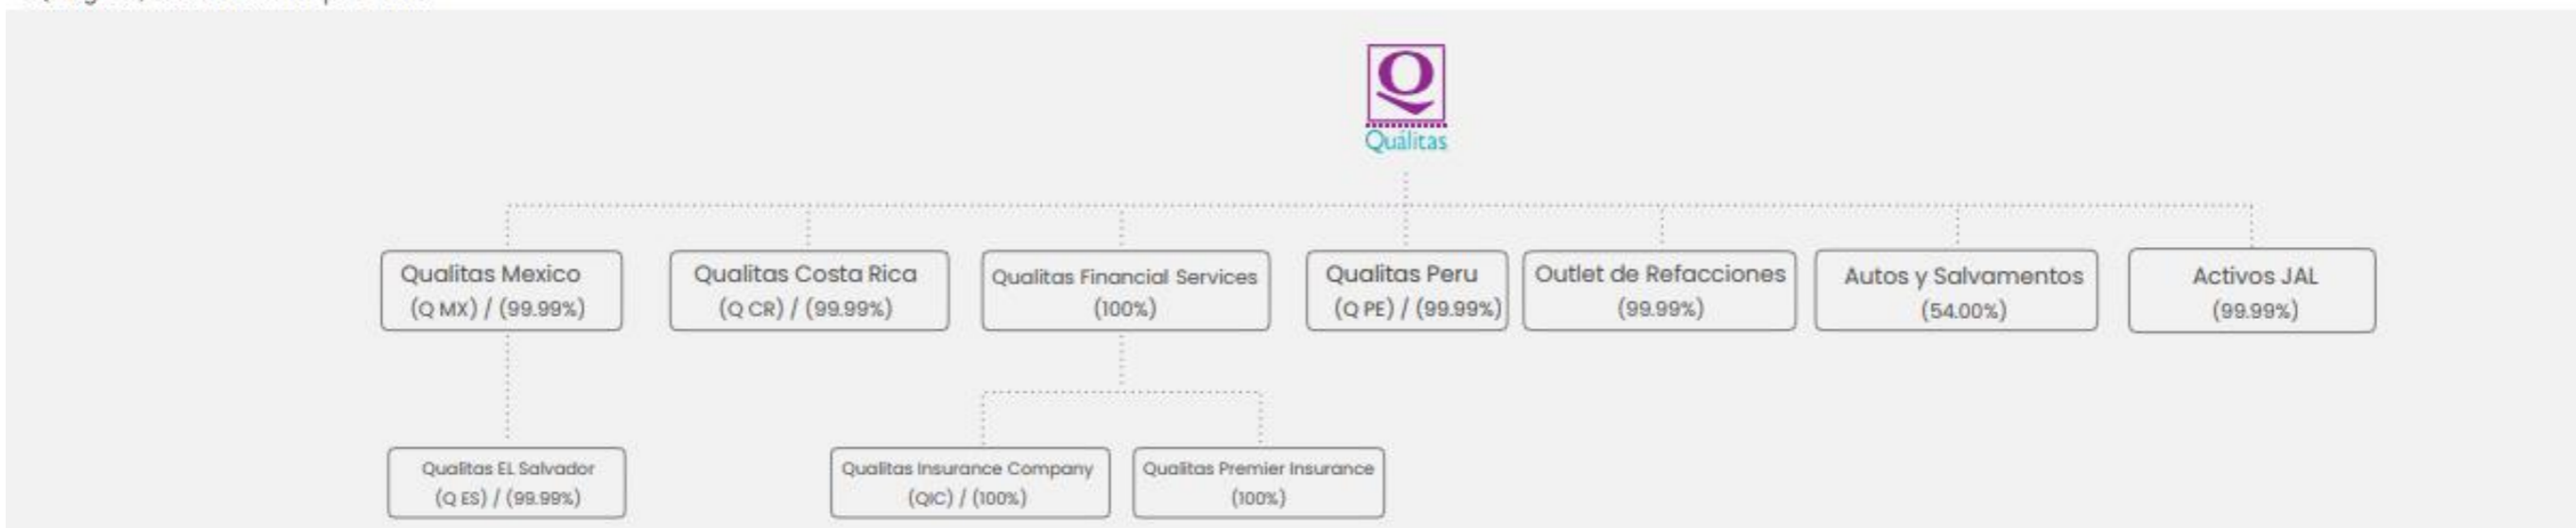 Q
Quálitas
Qualitas Mexico
(Q MX) / (99.99%)
Qualitas Costa Rica
(Q CR) / (99.99%)
Qualitas Financial Services
(100%)
Qualitas Peru
(Q PE) / (99.99%)
Outlet de Refacciones
(99.99%)
Autos y Salvamentos
(54.00%)
Activos JAL
(99.99%)
Qualitas EL Salvador
(Q ES) / (99.99%)
Qualitas Insurance Company
(QIC) / (100%)
Qualitas Premier Insurance
(100%)